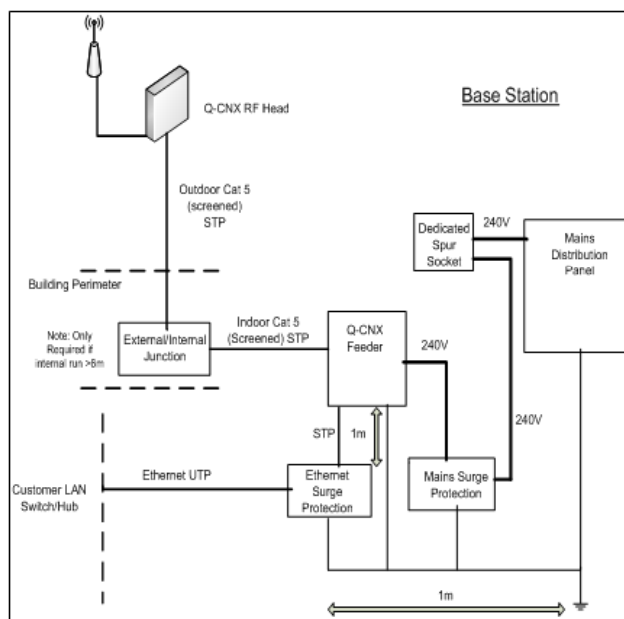 Base Station
Q-CNX RF Head
Outdoor Cat 5
(screened)
STP
Building Perimeter
Note: Only
Required if
internal run >6m
External/Internal
Junction
Indoor Cat 5
(Screened) STP
Q-CNX
Feeder
240V
Dedicated
Spur
Socket
240V
Mains
Distribution
Panel
240V
STP
1m
Customer LAN
Switch/Hub
Ethernet UTP
Ethernet
Surge
Protection
Mains Surge
Protection
1m